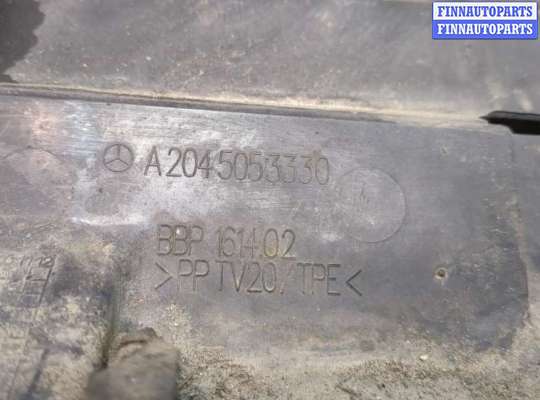 FINNAUTOPARTS
FINNAUTOPARTS
A2045053330
BBP 161402
>PP TV20/TPE<